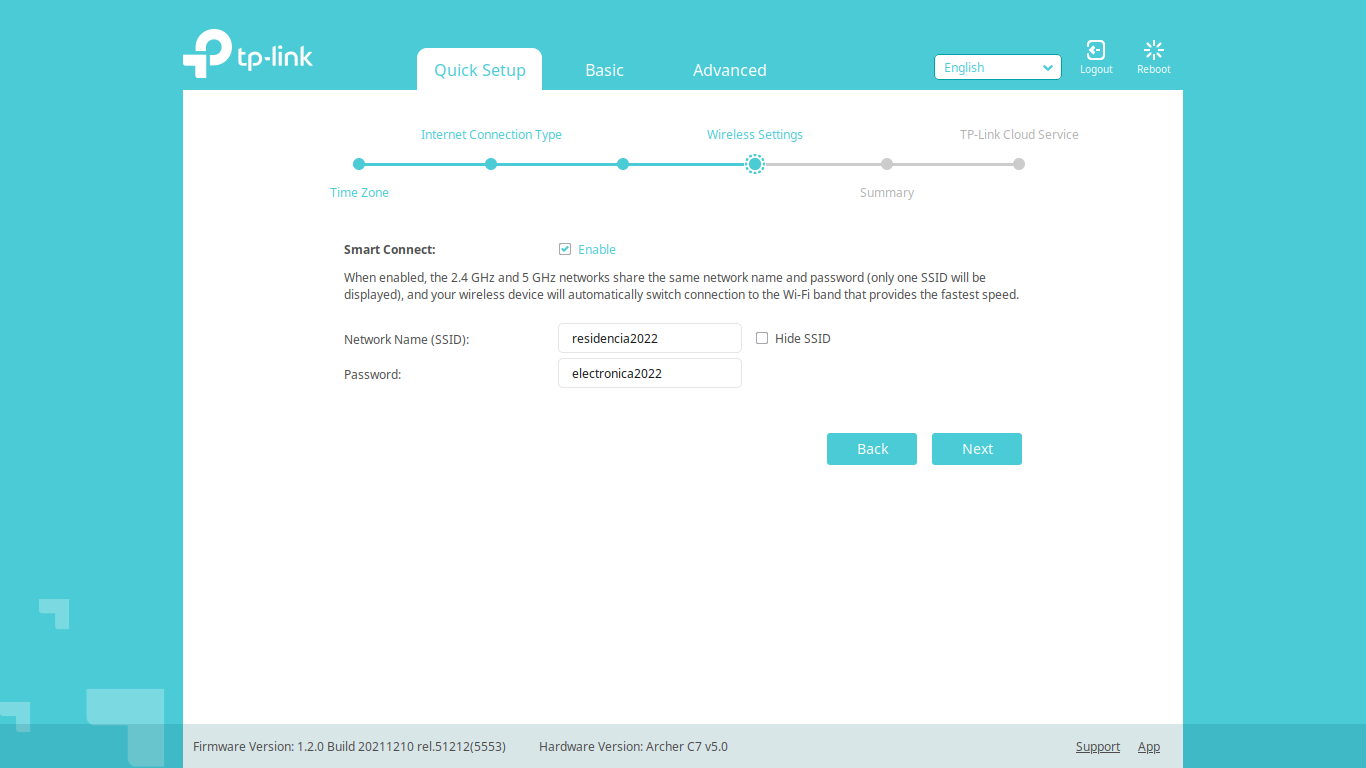 tp-link
Quick Setup
Basic
Advanced
English
Logout
Reboot
Internet Connection Type
Wireless Settings
TP-Link Cloud Service
Time Zone
Summary
Smart Connect:
Enable
When enabled, the 2.4 GHz and 5 GHz networks share the same network name and password (only one SSID will be
displayed), and your wireless device will automatically switch connection to the Wi-Fi band that provides the fastest speed.
Network Name (SSID):
residencia2022
Hide SSID
Password:
electronica2022
Back
Next
Firmware Version: 1.2.0 Build 20211210 rel.51212(5553)
Hardware Version: Archer C7 v5.0
Support
App